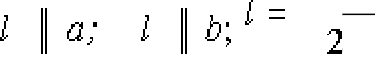 l ∥ a; l ∥ b; l = —/2